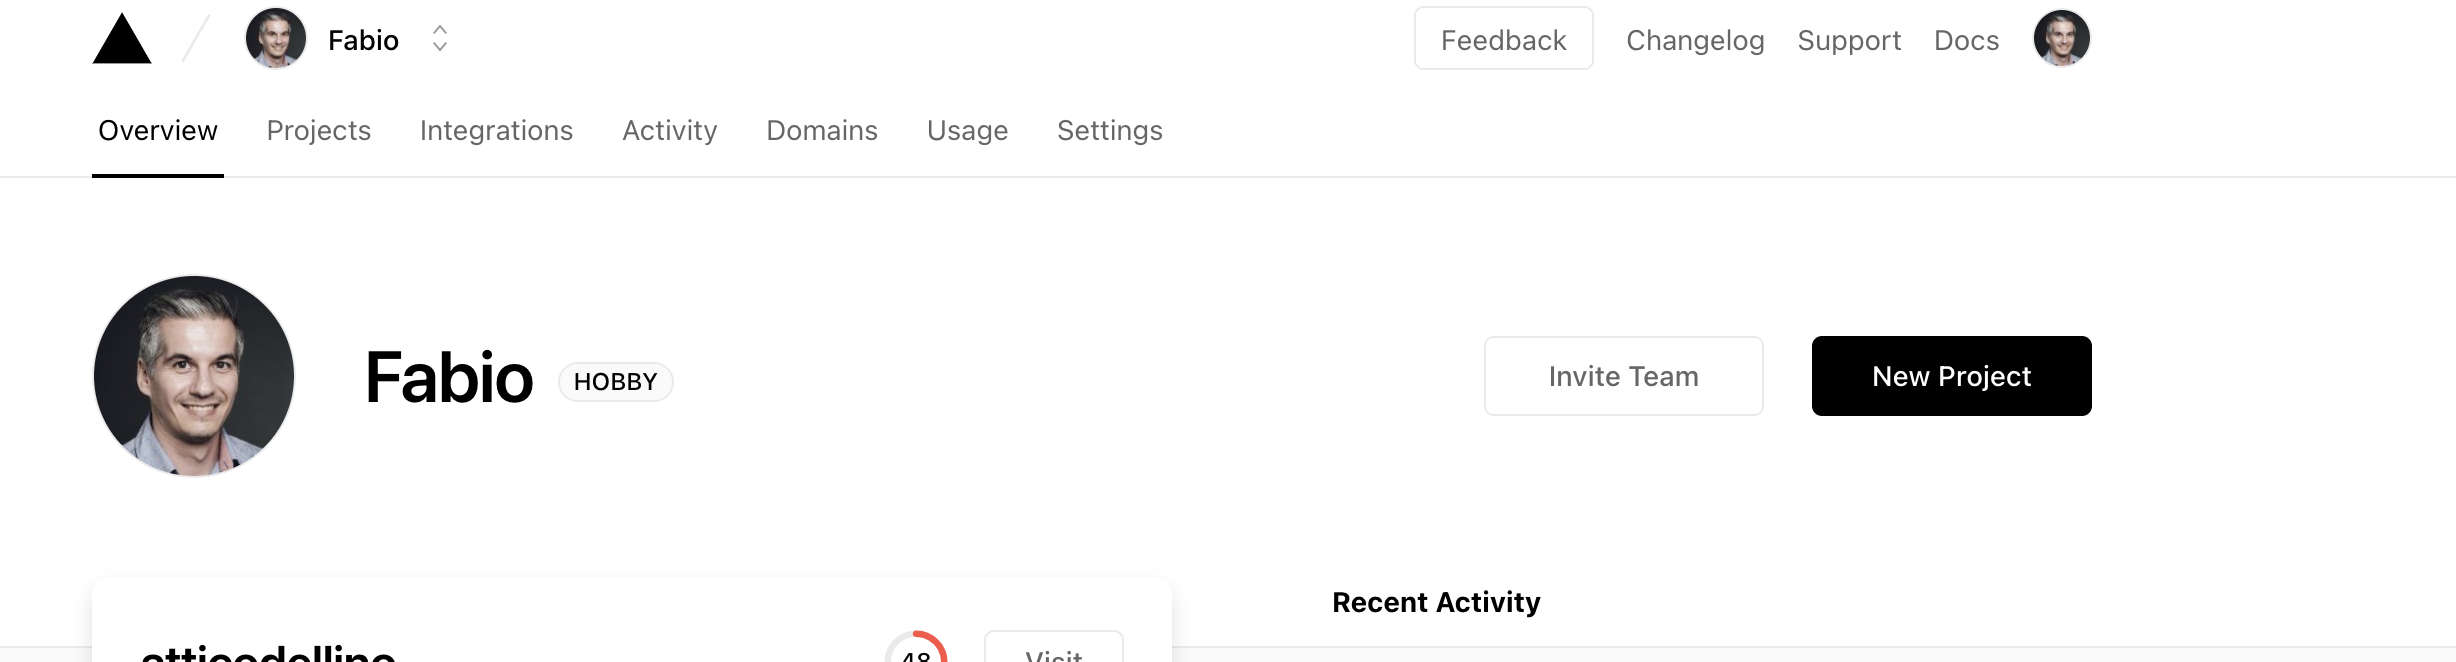 Fabio
Feedback Changelog Support Docs
Overview Projects Integrations Activity Domains Usage Settings
Fabio HOBBY
Invite Team New Project
Recent Activity
atticodellino 48 Visit